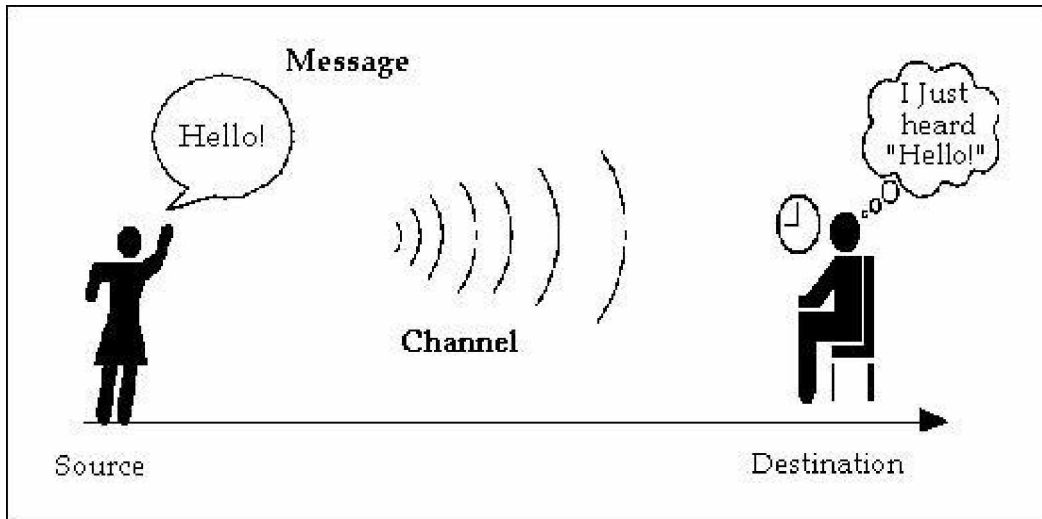 Message
Hello!
I Just
heard
"Hello!"
Channel
Source
Destination